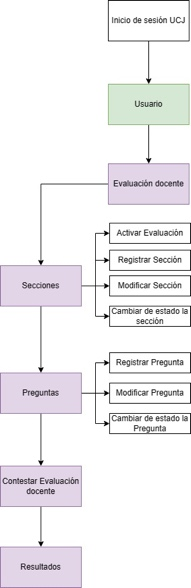 Inicio de sesión UCJ
Usuario
Evaluación docente
Activar Evaluación
Registrar Sección
Secciones
Modificar Sección
Cambiar de estado la
sección
Registrar Pregunta
Preguntas
Modificar Pregunta
Cambiar de estado la
Pregunta
Contestar Evaluación
docente
Resultados